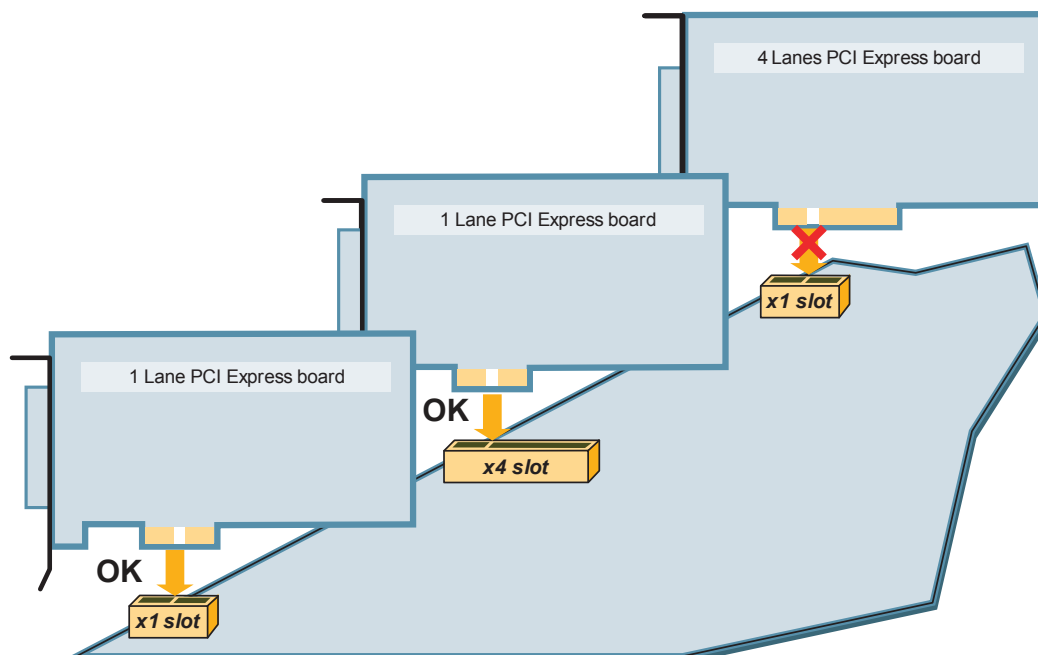 4 Lanes PCI Express board
x1 slot
1 Lane PCI Express board
OK
x4 slot
1 Lane PCI Express board
OK
x1 slot